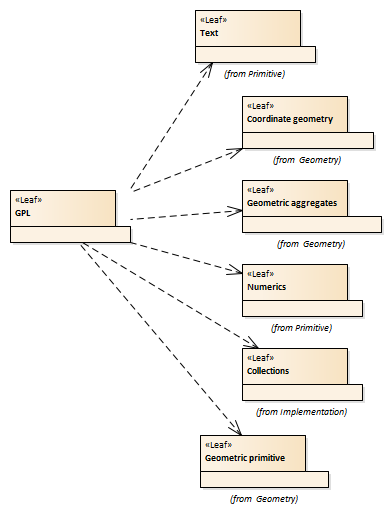 «Leaf»
Text
(from Primitive)
«Leaf»
Coordinate geometry
(from Geometry)
«Leaf»
GPL
«Leaf»
Geometric aggregates
(from Geometry)
«Leaf»
Numerics
(from Primitive)
«Leaf»
Collections
(from Implementation)
«Leaf»
Geometric primitive
(from Geometry)